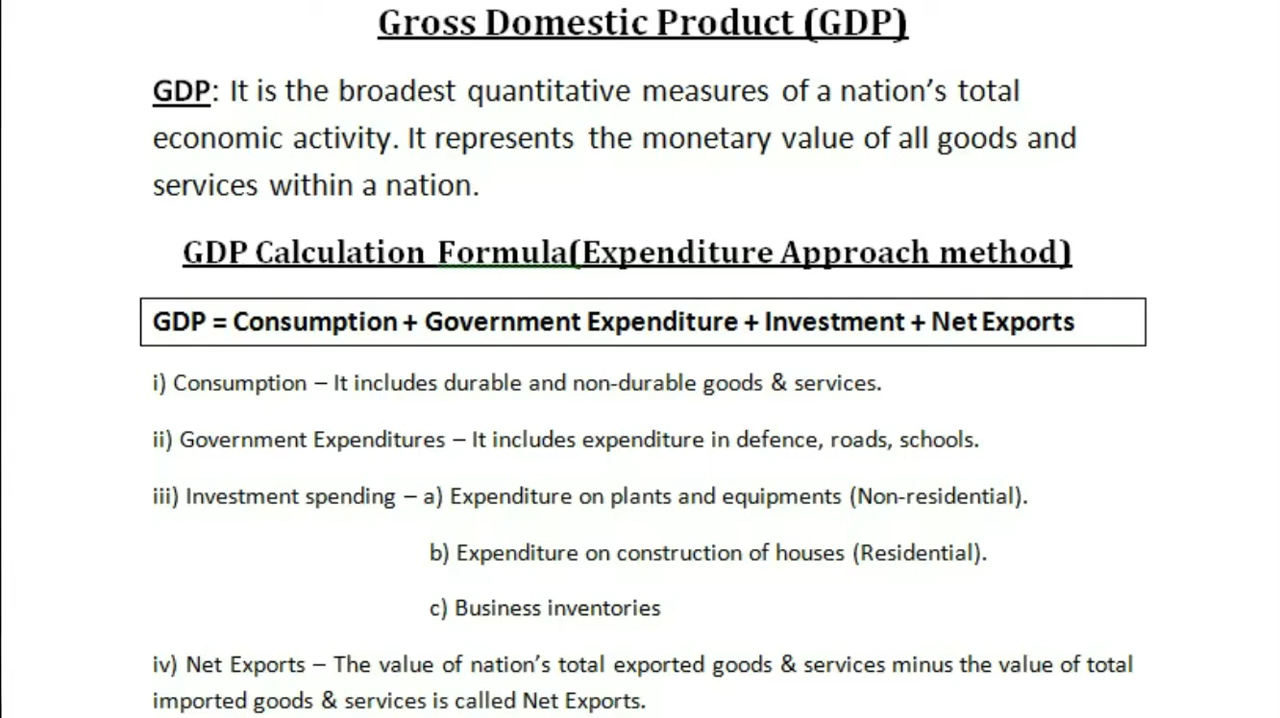 Gross Domestic Product (GDP)
GDP: It is the broadest quantitative measures of a nation’s total
economic activity. It represents the monetary value of all goods and
services within a nation.
GDP Calculation Formula(Expenditure Approach method)
GDP = Consumption + Government Expenditure + Investment + Net Exports
i) Consumption – It includes durable and non-durable goods & services.
ii) Government Expenditures – It includes expenditure in defence, roads, schools.
iii) Investment spending – a) Expenditure on plants and equipments (Non-residential).
b) Expenditure on construction of houses (Residential).
c) Business inventories
iv) Net Exports – The value of nation’s total exported goods & services minus the value of total
imported goods & services is called Net Exports.